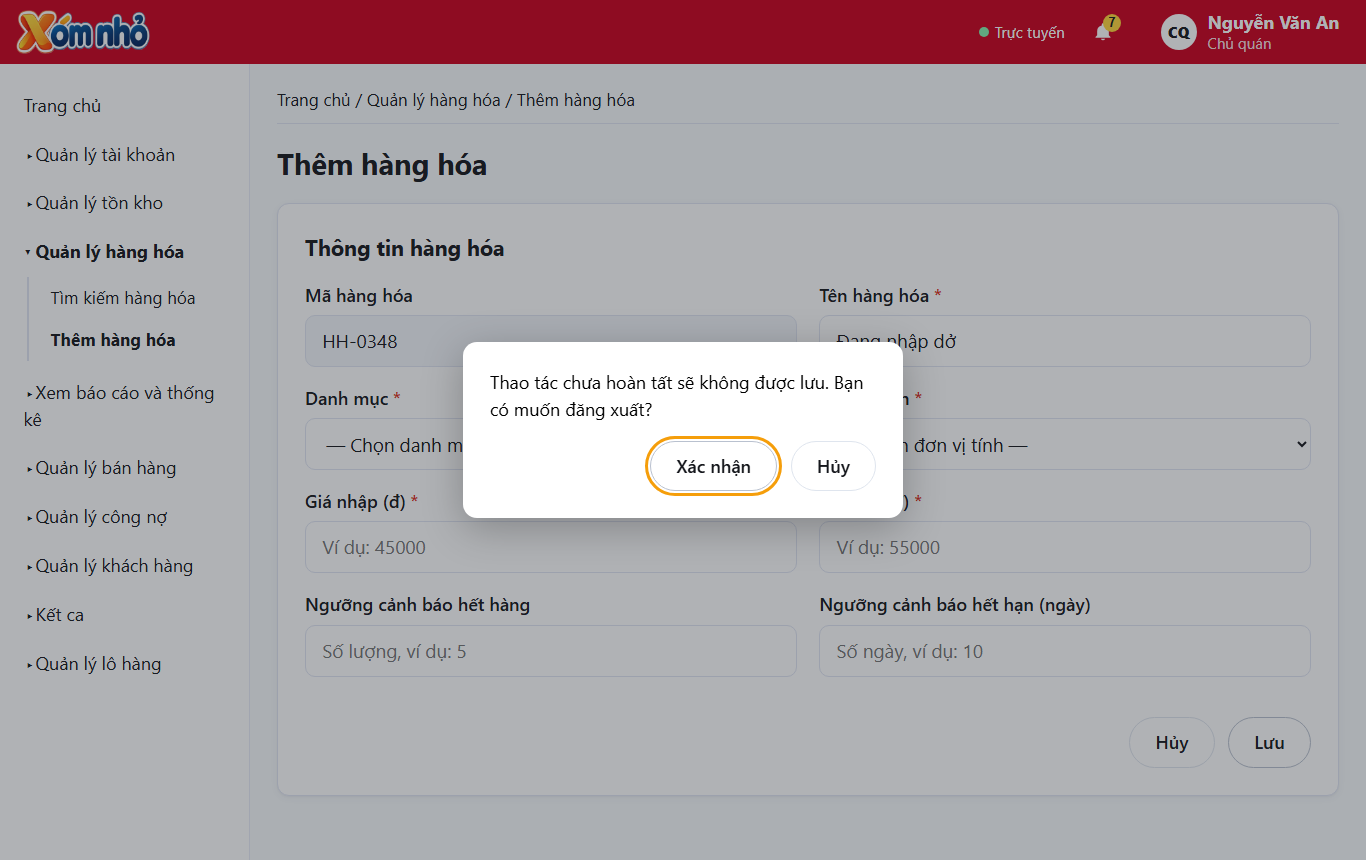 Xóm nhỏ
Trực tuyến
7
CQ
Nguyễn Văn An
Chủ quán
Trang chủ
Quản lý tài khoản
Quản lý tồn kho
Quản lý hàng hóa
Tìm kiếm hàng hóa
Thêm hàng hóa
Xem báo cáo và thống
kê
Quản lý bán hàng
Quản lý công nợ
Quản lý khách hàng
Kết ca
Quản lý lô hàng
Trang chủ / Quản lý hàng hóa / Thêm hàng hóa
Thêm hàng hóa
Thông tin hàng hóa
Mã hàng hóa
HH-0348
Tên hàng hóa *
Đang nhập dở
Danh mục *
— Chọn danh m
n *
đơn vị tính —
Thao tác chưa hoàn tất sẽ không được lưu. Bạn
có muốn đăng xuất?
Xác nhận
Hủy
Giá nhập (đ) *
Ví dụ: 45000
) *
Ví dụ: 55000
Ngưỡng cảnh báo hết hàng
Số lượng, ví dụ: 5
Ngưỡng cảnh báo hết hạn (ngày)
Số ngày, ví dụ: 10
Hủy
Lưu